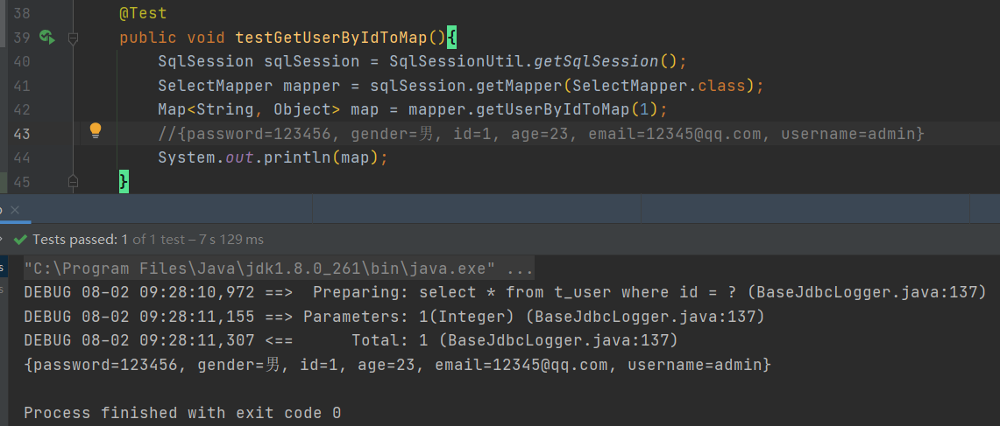 38 @Test
39 public void testGetUserByIdToMap(){
40 SqlSession sqlSession = SqlSessionUtil.getSqlSession();
41 SelectMapper mapper = sqlSession.getMapper(SelectMapper.class);
42 Map<String, Object> map = mapper.getUserByIdToMap(1);
43 //{password=123456, gender=男, id=1, age=23, email=12345@qq.com, username=admin}
44 System.out.println(map);
45 }
Tests passed: 1 of 1 test – 7 s 129 ms
"C:\Program Files\Java\jdk1.8.0_261\bin\java.exe" ...
DEBUG 08-02 09:28:10,972 ==>  Preparing: select * from t_user where id = ? (BaseJdbcLogger.java:137)
DEBUG 08-02 09:28:11,155 ==> Parameters: 1(Integer) (BaseJdbcLogger.java:137)
DEBUG 08-02 09:28:11,307 <==      Total: 1 (BaseJdbcLogger.java:137)
{password=123456, gender=男, id=1, age=23, email=12345@qq.com, username=admin}
Process finished with exit code 0